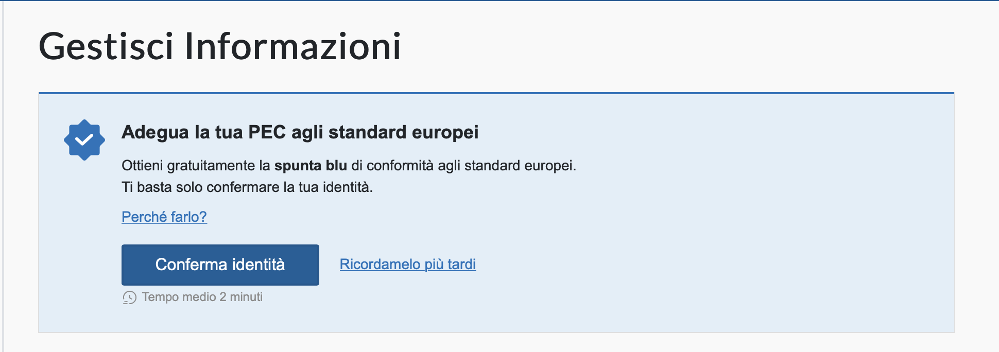 Gestisci Informazioni
Adegua la tua PEC agli standard europei
Ottieni gratuitamente la spunta blu di conformità agli standard europei.
Ti basta solo confermare la tua identità.
Perché farlo?
Conferma identità
Ricordamelo più tardi
Tempo medio 2 minuti